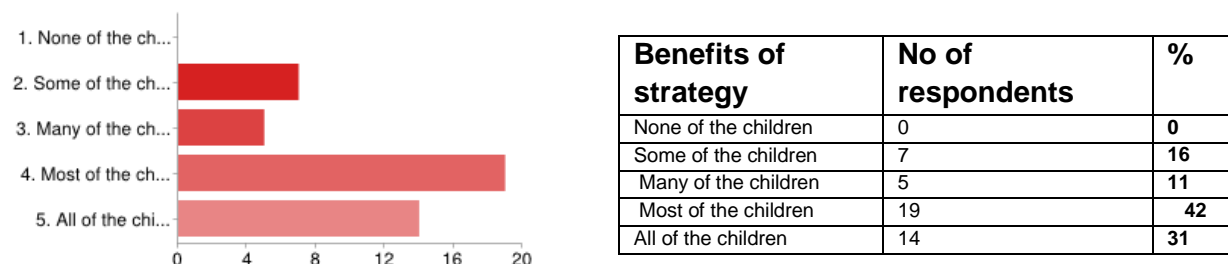 1. None of the ch...
2. Some of the ch...
3. Many of the ch...
4. Most of the ch...
5. All of the chi...
0 4 8 12 16 20
Benefits of strategy No of respondents %
None of the children 0 0
Some of the children 7 16
Many of the children 5 11
Most of the children 19 42
All of the children 14 31